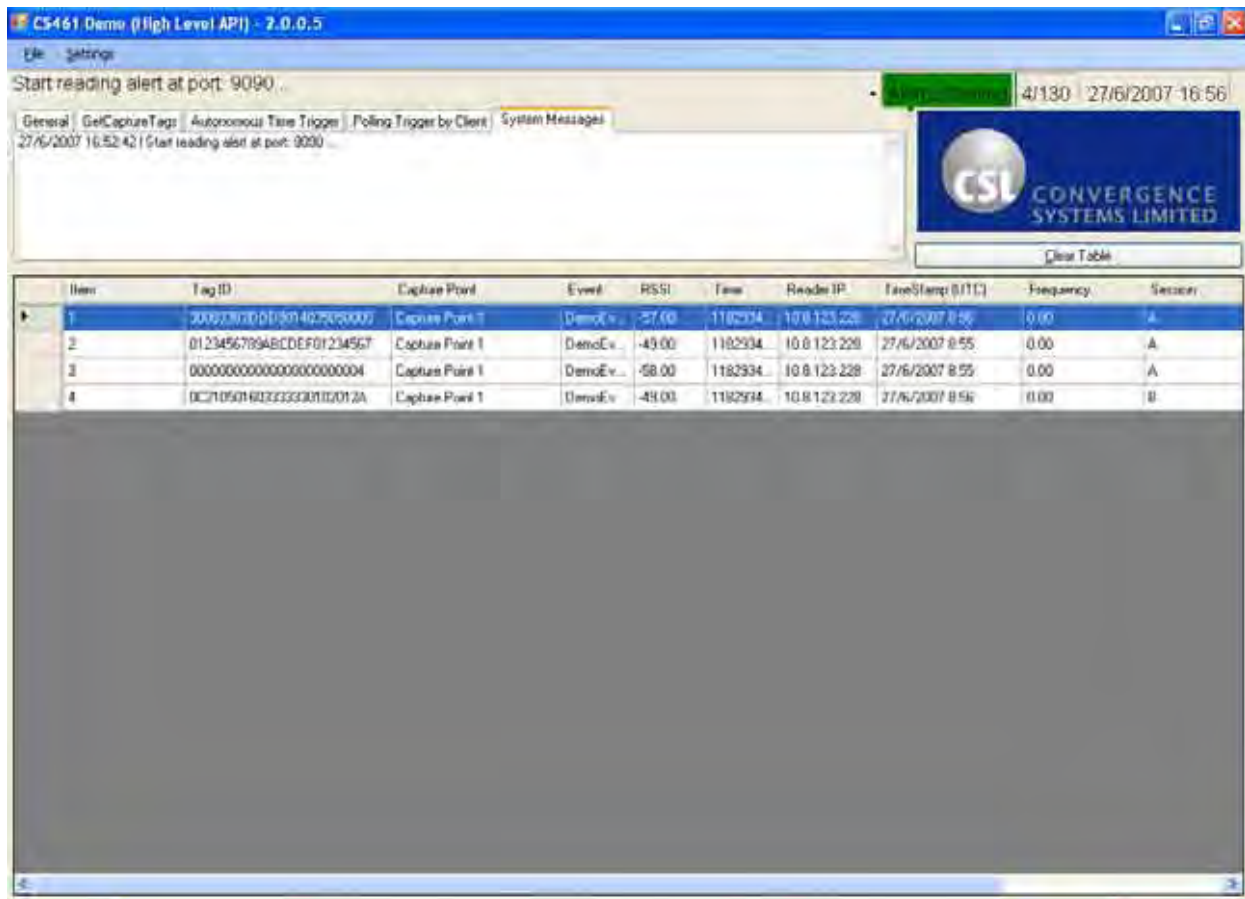 CS461 Demo (High Level API) - 2.0.0.5
File Settings
Start reading alert at port: 9090 ...
4/130 27/6/2007 16:56
General GetCaptureTags Autonomous Time Trigger Polling Trigger by Client System Messages
27/6/2007 16:52:42 | Start reading alert at port: 9090 ...
CSL CONVERGENCE
SYSTEMS LIMITED
Clear Table
Item Tag ID Capture Point Event RSSI Time Reader IP TimeStamp (UTC) Frequency Session
1 Capture Point 1 DemoEv... -57.00 1182934... 10.8.123.228 27/6/2007 8:56 0.00 A
2 0123456789ABCDEF01234567 Capture Point 1 DemoEv... -49.00 1182934... 10.8.123.228 27/6/2007 8:55 0.00 A
3 000000000000000000000004 Capture Point 1 DemoEv... -58.00 1182934... 10.8.123.228 27/6/2007 8:55 0.00 A
4 Capture Point 1 DemoEv... -49.00 1182934... 10.8.123.228 27/6/2007 8:56 0.00 B